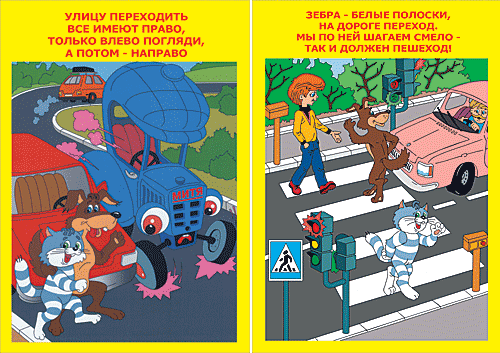 УЛИЦУ ПЕРЕХОДИТЬ
ВСЕ ИМЕЮТ ПРАВО,
ТОЛЬКО ВЛЕВО ПОГЛЯДИ,
А ПОТОМ - НАПРАВО
МИТЯ
ЗЕБРА - БЕЛЫЕ ПОЛОСКИ,
НА ДОРОГЕ ПЕРЕХОД,
МЫ ПО НЕЙ ШАГАЕМ СМЕЛО -
ТАК И ДОЛЖЕН ПЕШЕХОД!